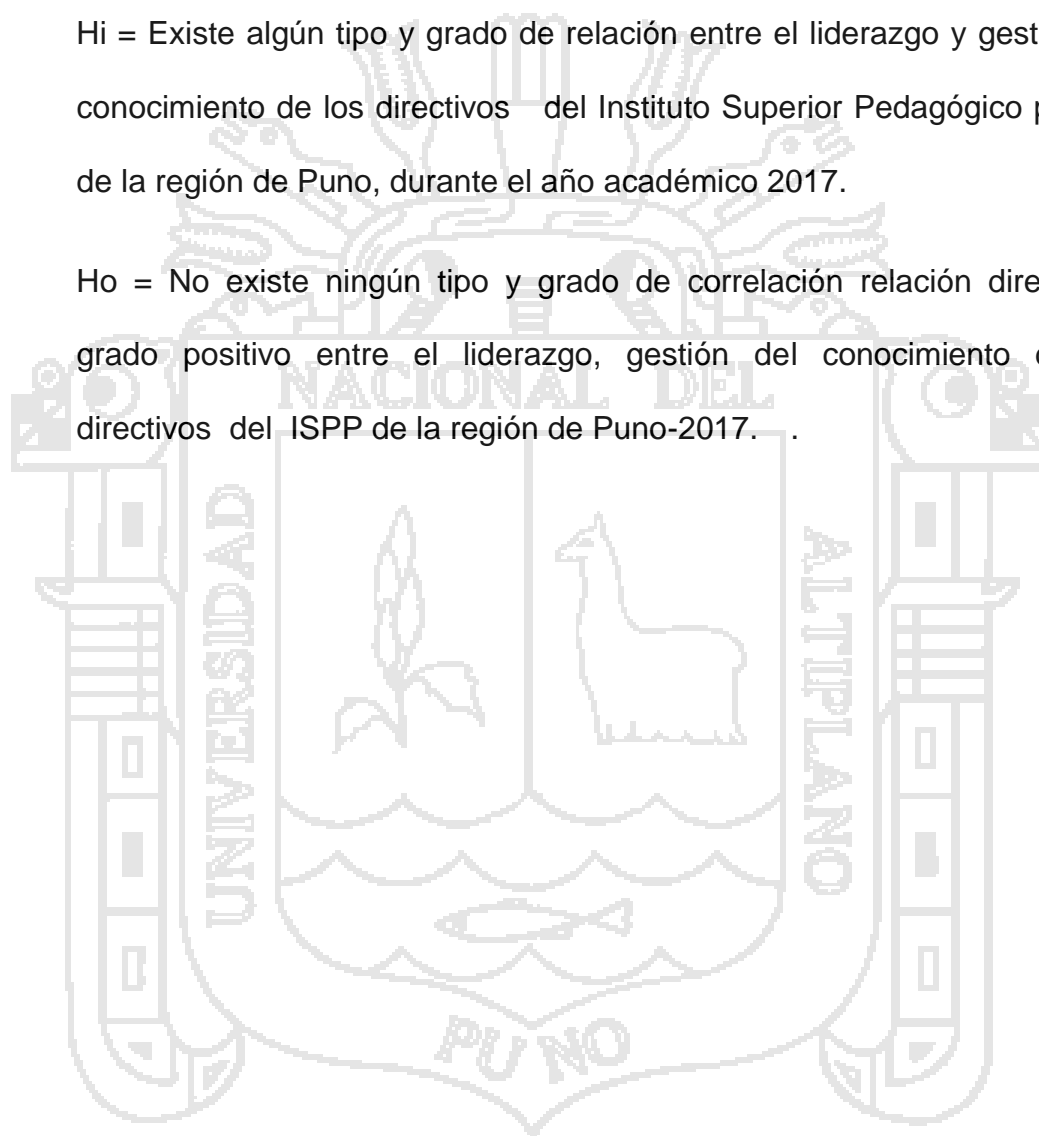 Hi = Existe algún tipo y grado de relación entre el liderazgo y
conocimiento de los directivos del Instituto Superior Pedagógico
de la región de Puno, durante el año académico 2017.
Ho = No existe ningún tipo y grado de correlación relación
grado positivo entre el liderazgo, gestión del conocimiento
directivos del ISPP de la región de Puno-2017. .
NACIONAL DEL
UNIVERSIDAD
ALTIPLANO
PUNO